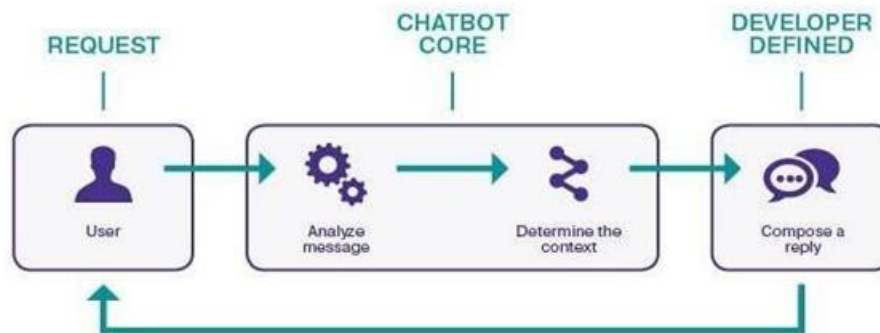 REQUEST
CHATBOT
CORE
DEVELOPER
DEFINED
User
Analyze
message
Determine the
context
Compose a
reply